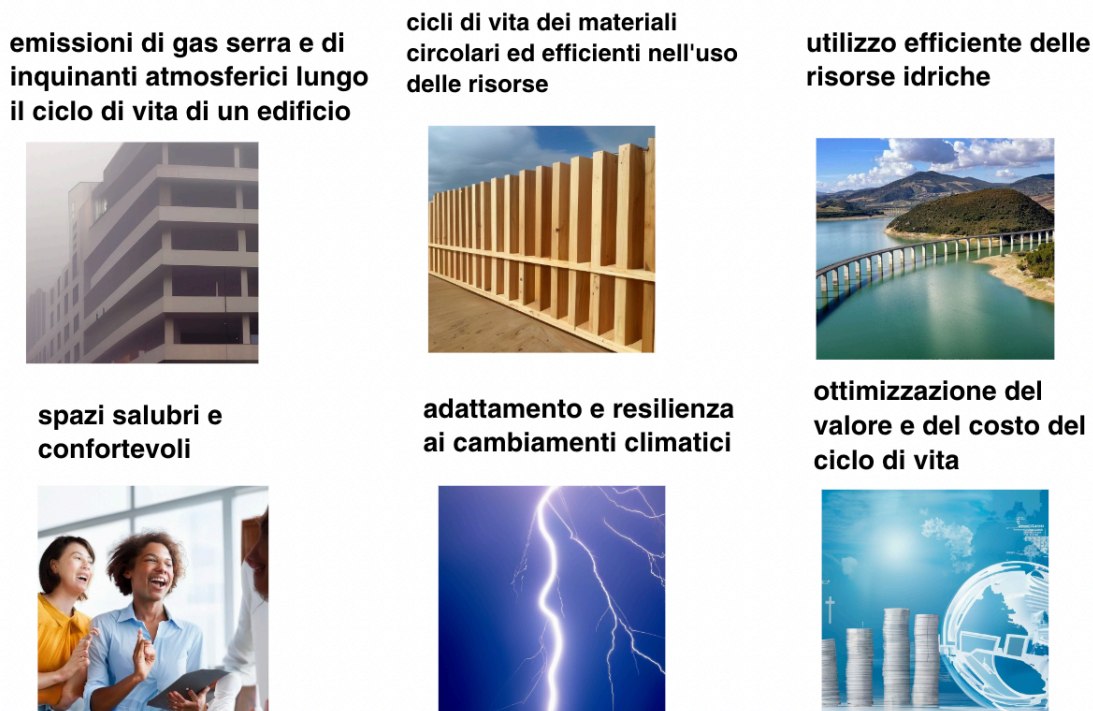 emissioni di gas serra e di
inquinanti atmosferici lungo
il ciclo di vita di un edificio
cicli di vita dei materiali
circolari ed efficienti nell'uso
delle risorse
utilizzo efficiente delle
risorse idriche
spazi salubri e
confortevoli
adattamento e resilienza
ai cambiamenti climatici
ottimizzazione del
valore e del costo del
ciclo di vita